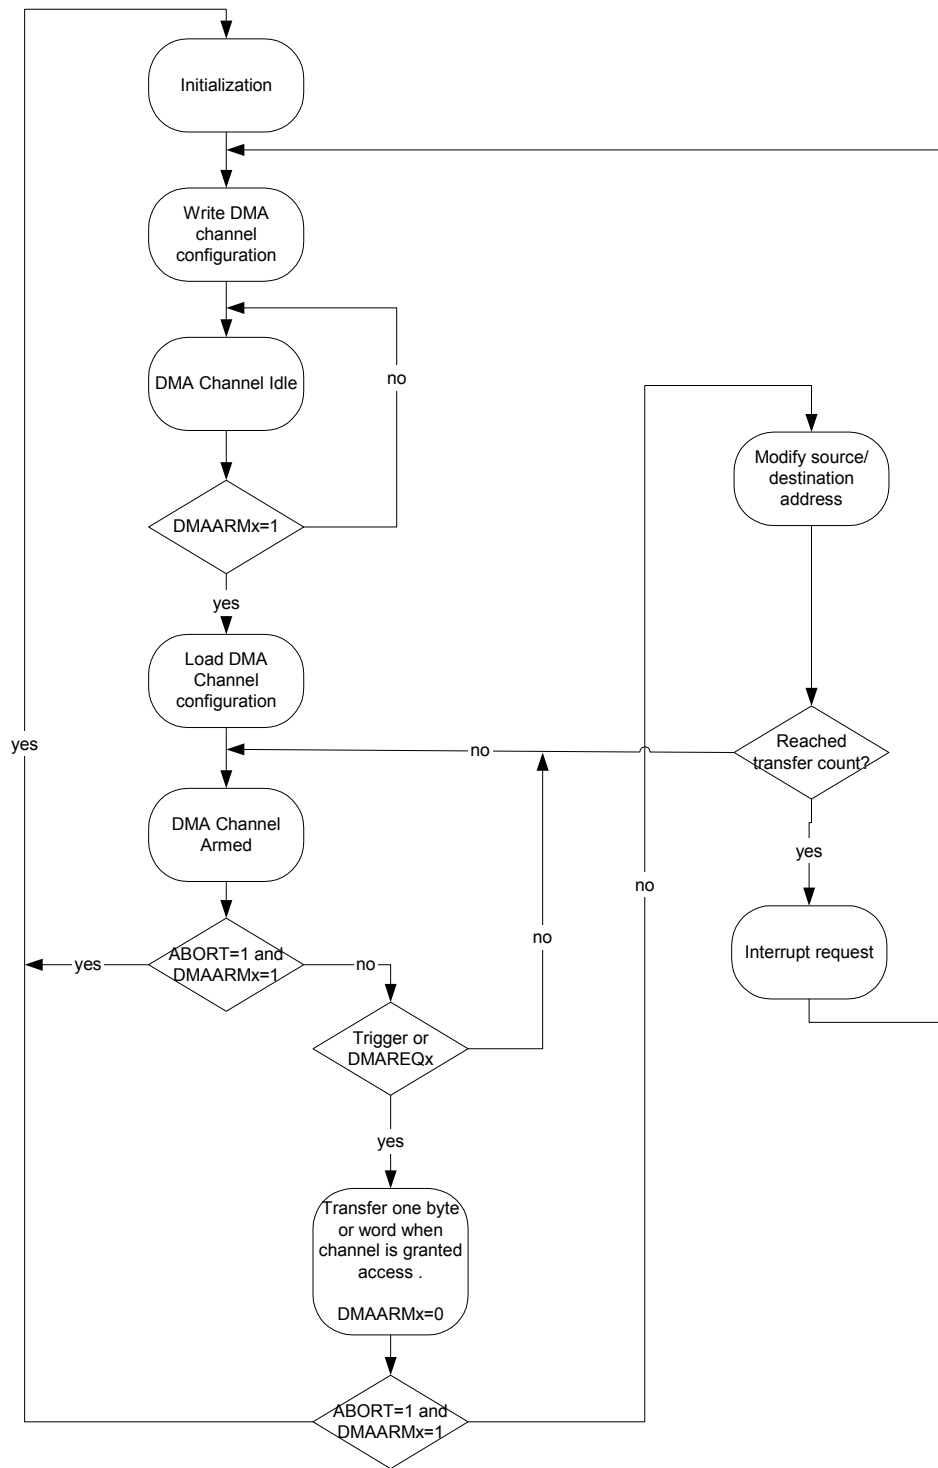 Initialization
Write DMA
channel
configuration
DMA Channel Idle
no
DMAARMx=1
yes
Load DMA
Channel
configuration
yes
no
DMA Channel
Armed
ABORT=1 and
DMAARMx=1
yes
no
Trigger or
DMAREQx
no
yes
Transfer one byte
or word when
channel is granted
access .
DMAARMx=0
ABORT=1 and
DMAARMx=1
no
Modify source/
destination
address
Reached
transfer count?
yes
Interrupt request